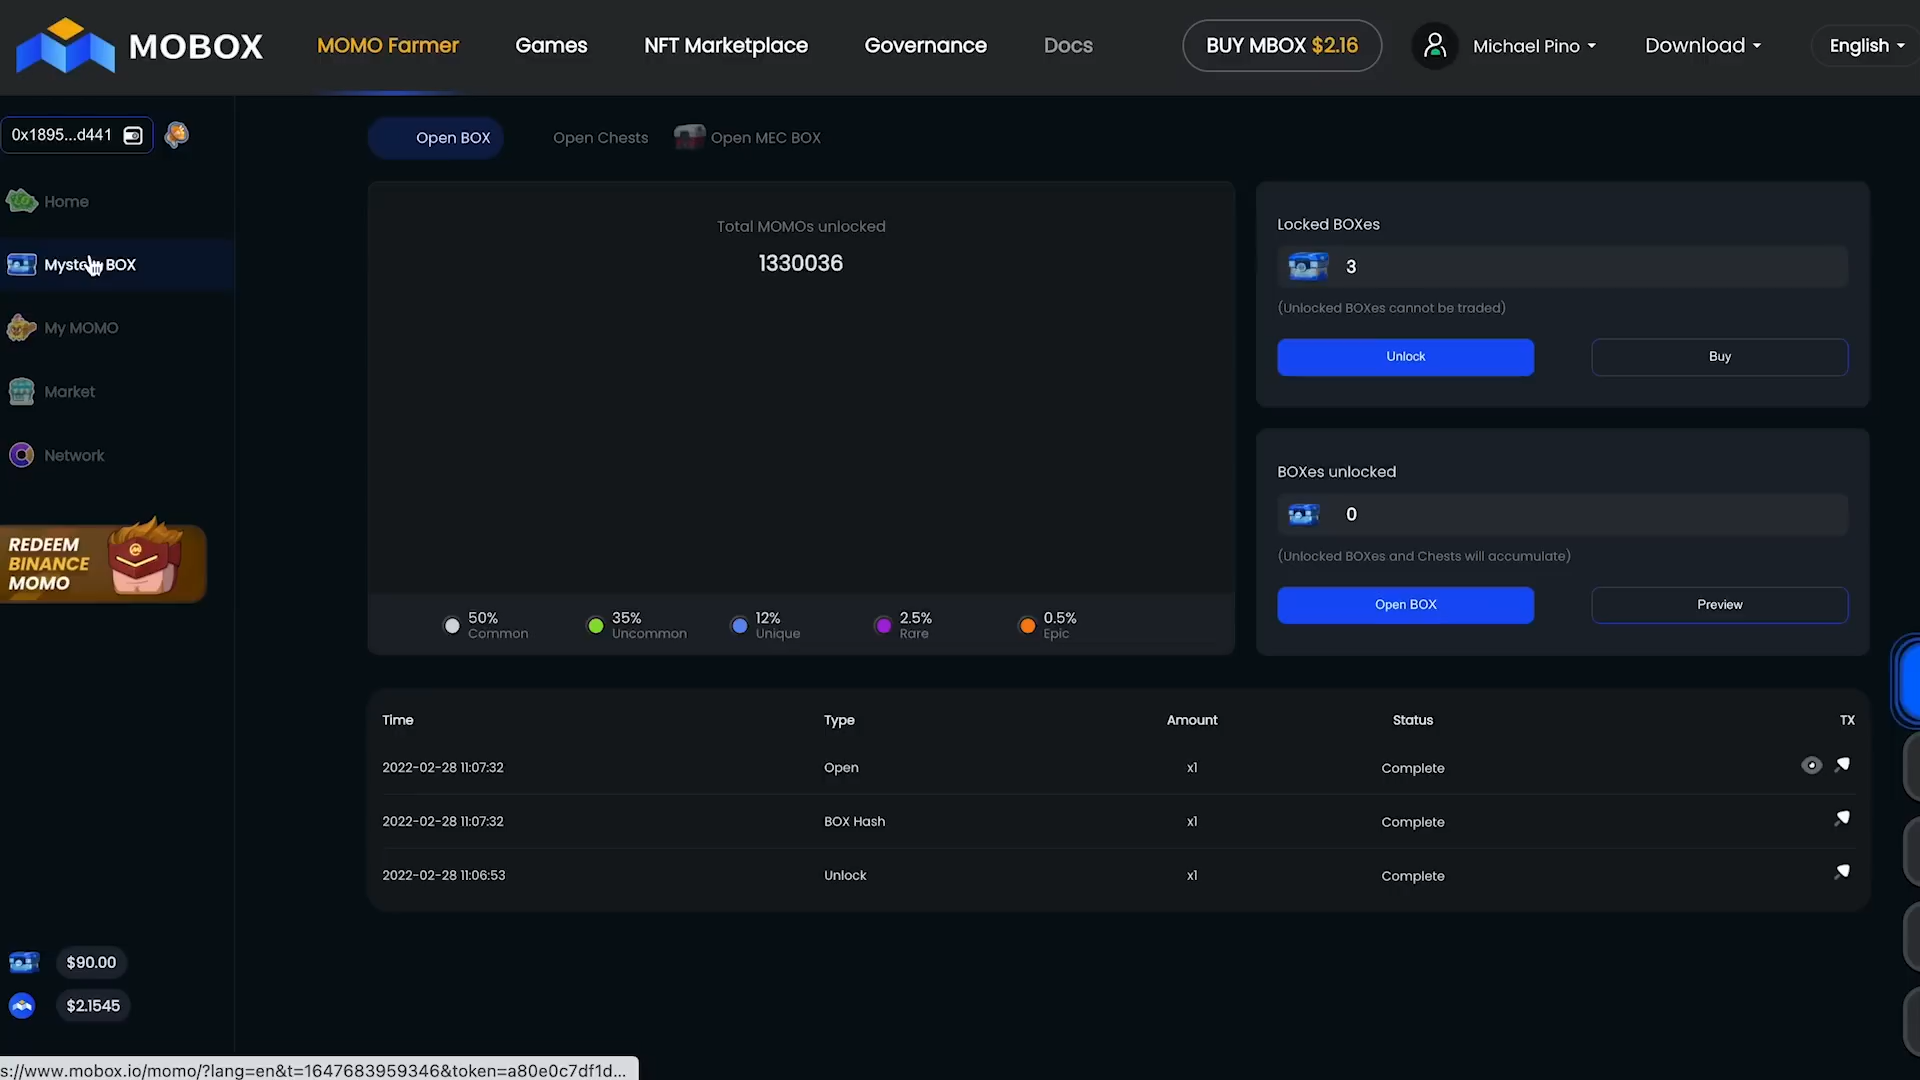 MOBOX
MOMO Farmer
Games
NFT Marketplace
Governance
Docs
BUY MBOX $2.16
Michael Pino
Download
English
0x1895...d441
Home
Mystery BOX
My MOMO
Market
Network
REDEEM
BINANCE
MOMO
$90.00
$2.1545
Open BOX
Open Chests
Open MEC BOX
Total MOMOs unlocked
1330036
50%
Common
35%
Uncommon
12%
Unique
2.5%
Rare
0.5%
Epic
Locked BOXes
3
(Unlocked BOXes cannot be traded)
Unlock
Buy
BOXes unlocked
0
(Unlocked BOXes and Chests will accumulate)
Open BOX
Preview
Time Type Amount Status TX
2022-02-28 11:07:32 Open x1 Complete
2022-02-28 11:07:32 BOX Hash x1 Complete
2022-02-28 11:06:53 Unlock x1 Complete
s://www.mobox.io/momo/?lang=en&t=1647683959346&token=a80e0c7df1d...